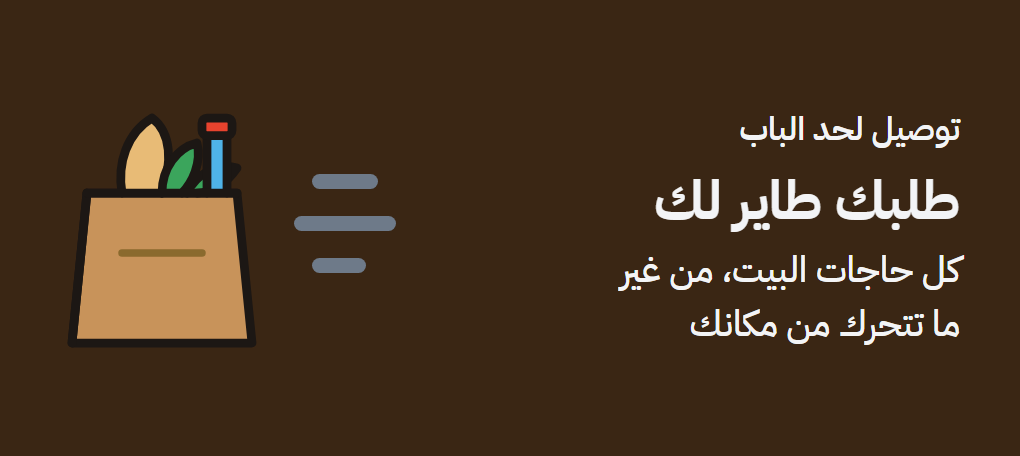 توصيل لحد الباب
طلبك طاير لك
كل حاجات البيت، من غير
ما تتحرك من مكانك